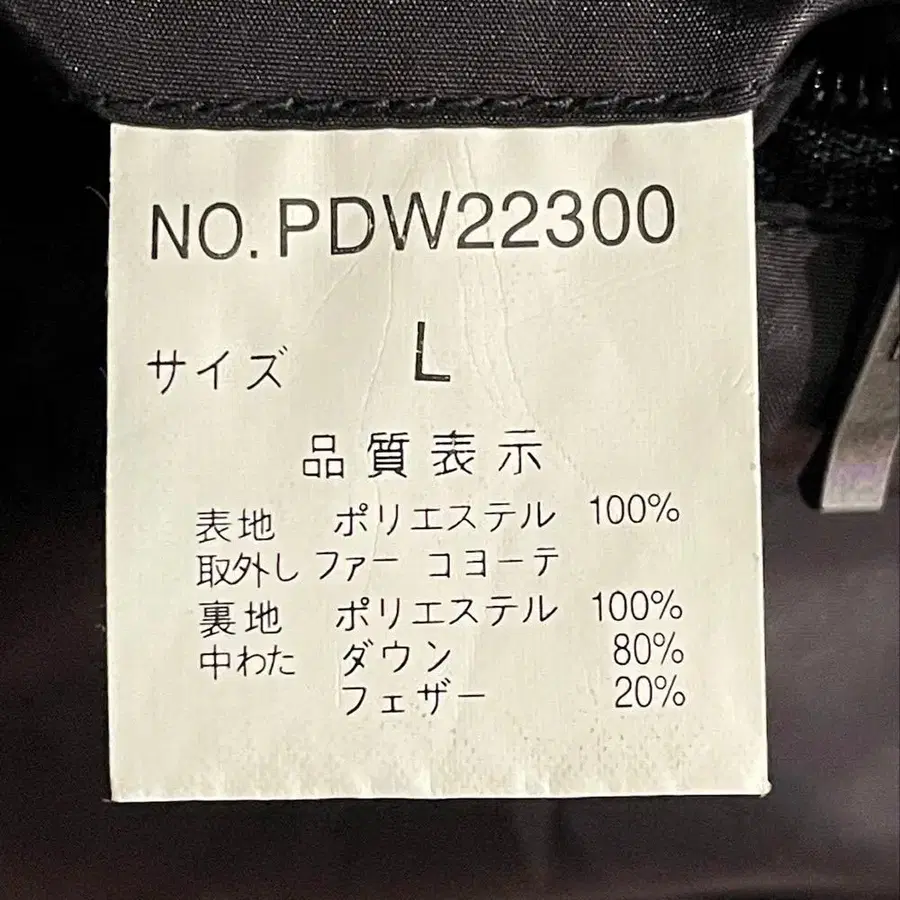 NO.PDW22300
サイズ L
品質表示
表地 ポリエステル 100%
取外し ファー コヨーテ
裏地 ポリエステル 100%
中わた ダウン 80%
フェザー 20%